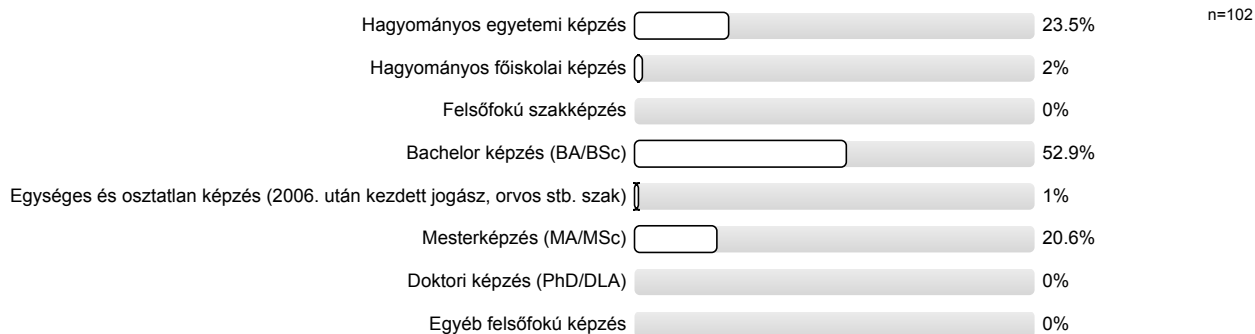 Hagyományos egyetemi képzés 23.5% n=102
Hagyományos főiskolai képzés 2%
Felsőfokú szakképzés 0%
Bachelor képzés (BA/BSc) 52.9%
Egységes és osztatlan képzés (2006. után kezdett jogász, orvos stb. szak) 1%
Mesterképzés (MA/MSc) 20.6%
Doktori képzés (PhD/DLA) 0%
Egyéb felsőfokú képzés 0%